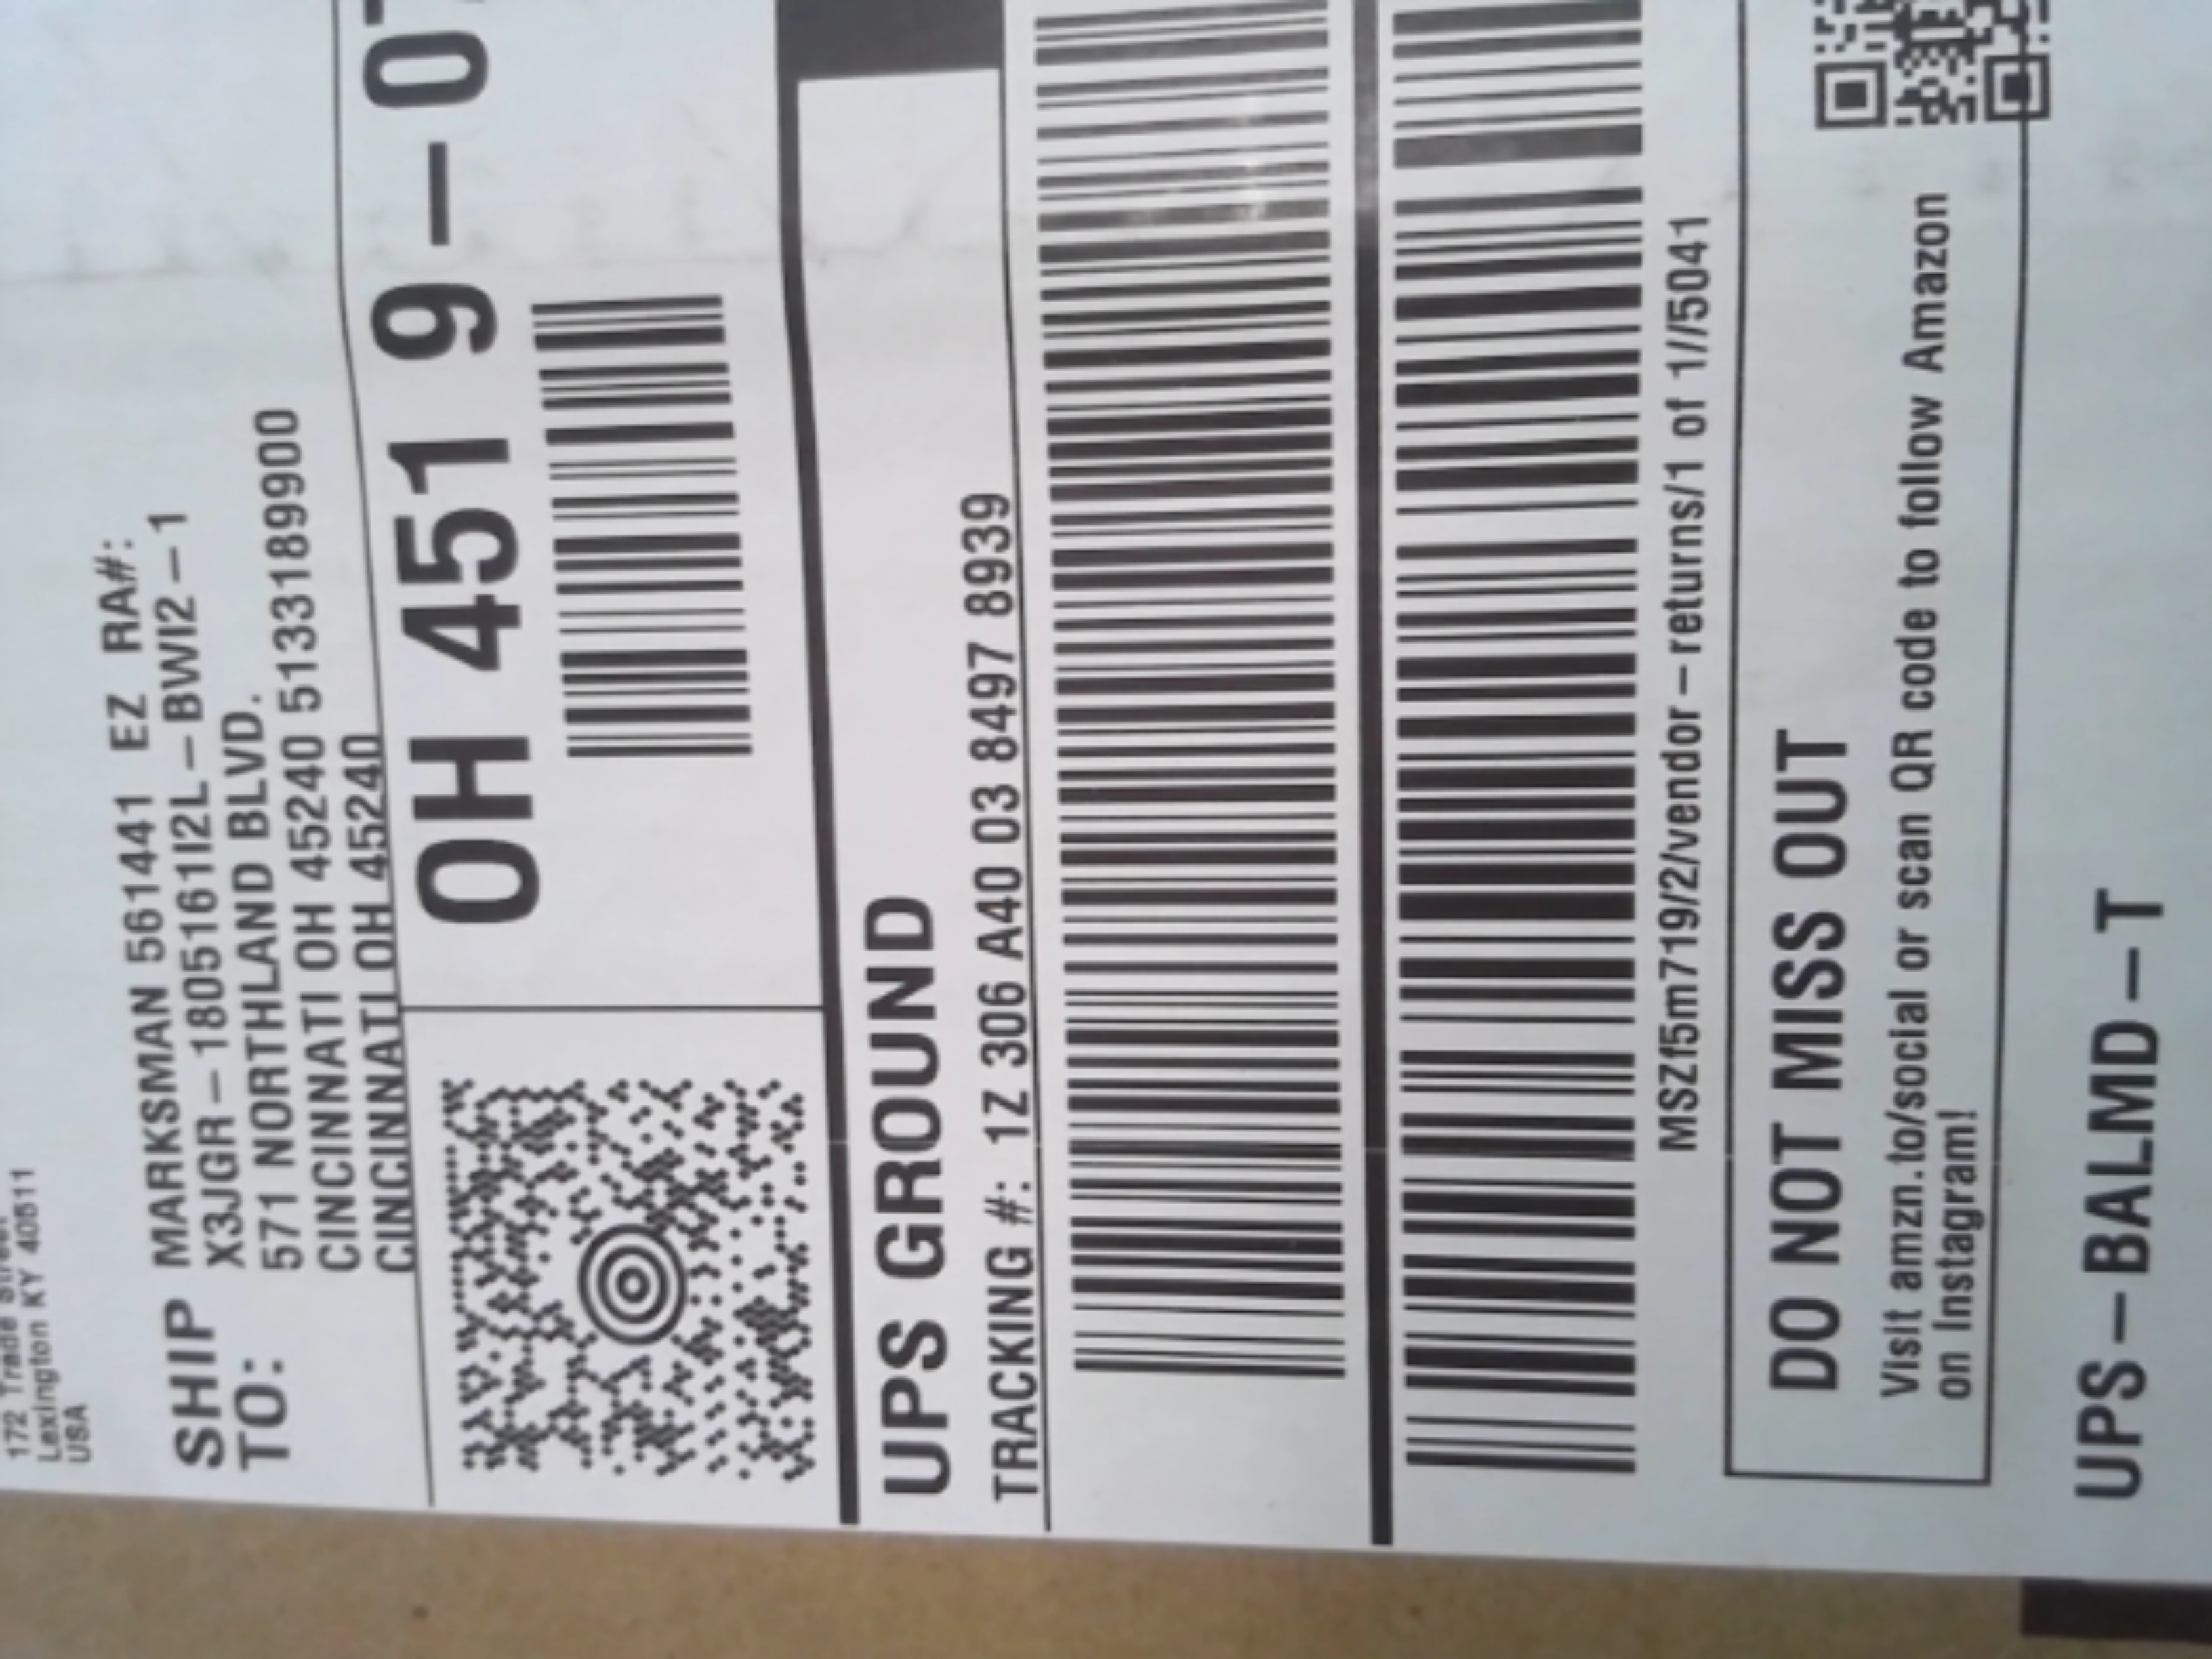 172 Trade
Lexington KY 40511
USA
SHIP TO:
MARKSMAN 561441 EZ RA#:
X3JGR-1805161I2L-BWI2-1
571 NORTHLAND BLVD.
CINCINNATI OH 45240 5133189900
CINCINNATI OH 45240
OH 451 9-0
UPS GROUND
TRACKING #: 1Z 306 A40 03 8497 8939
MSZf5m719/2/vendor-returns/1 of 1//5041
DO NOT MISS OUT
Visit amzn.to/social or scan QR code to follow Amazon
on Instagram!
UPS-BALMD-T